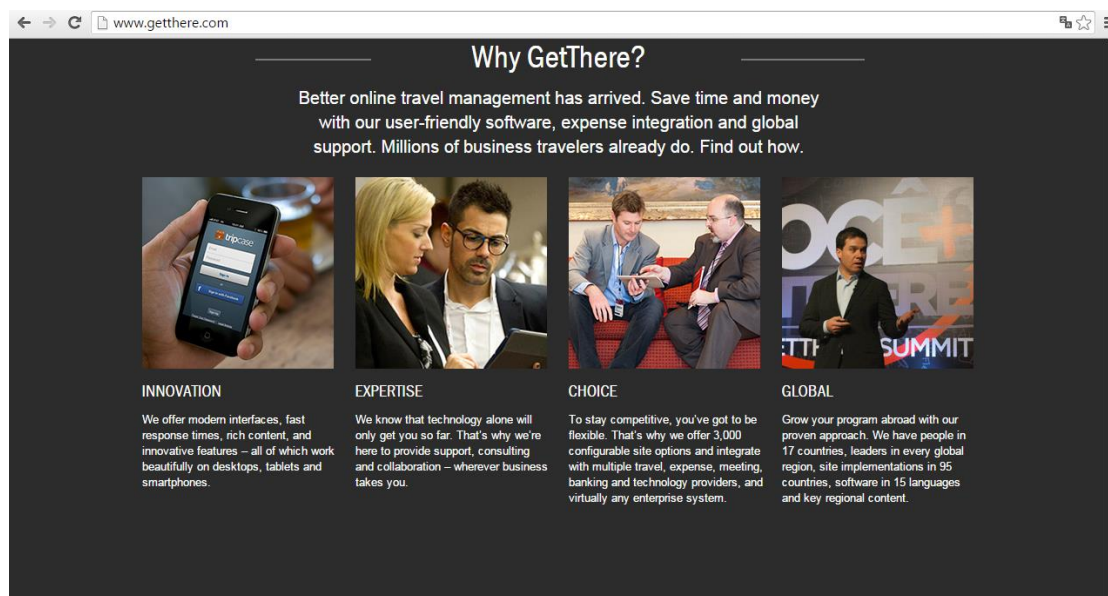 www.getthere.com
Why GetThere?
Better online travel management has arrived. Save time and money
with our user-friendly software, expense integration and global
support. Millions of business travelers already do. Find out how.
tripcase
Sign In
Sign in with Facebook
OCE+
SUMMIT
INNOVATION
We offer modern interfaces, fast
response times, rich content, and
innovative features – all of which work
beautifully on desktops, tablets and
smartphones.
EXPERTISE
We know that technology alone will
only get you so far. That's why we're
here to provide support, consulting
and collaboration – wherever business
takes you.
CHOICE
To stay competitive, you've got to be
flexible. That's why we offer 3,000
configurable site options and integrate
with multiple travel, expense, meeting,
banking and technology providers, and
virtually any enterprise system.
GLOBAL
Grow your program abroad with our
proven approach. We have people in
17 countries, leaders in every global
region, site implementations in 95
countries, software in 15 languages
and key regional content.